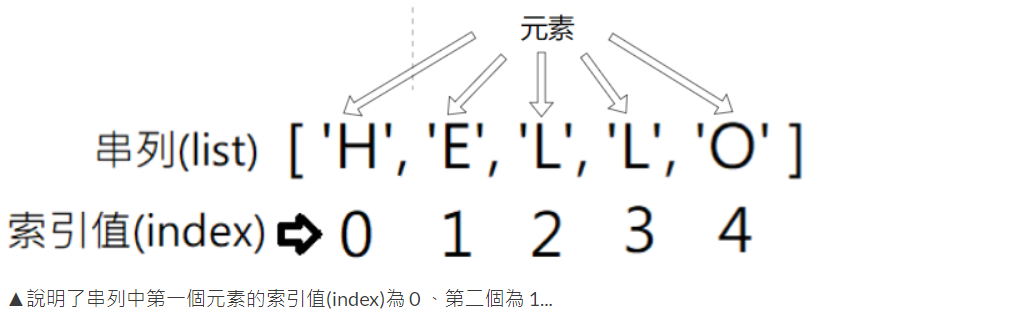 元素
串列(list) ['H', 'E', 'L', 'L', 'O']
索引值(index) 0 1 2 3 4
▲說明了串列中第一個元素的索引值(index)為 0 、第二個為 1...